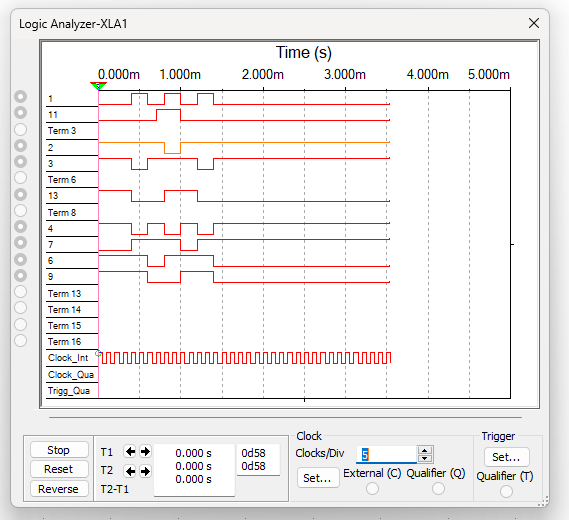 Logic Analyzer-XLA1
Time (s)
0.000m 1.000m 2.000m 3.000m 4.000m 5.000m
1
11
Term 3
2
3
Term 6
13
Term 8
4
7
6
9
Term 13
Term 14
Term 15
Term 16
Clock_Int
Clock_Qua
Trigg_Qua
Stop
Reset
Reverse
T1 0.000 s 0d58
T2 0.000 s 0d58
T2-T1 0.000 s
Clock
Clocks/Div 5
Set... External (C) Qualifier (Q)
Trigger
Set...
Qualifier (T)